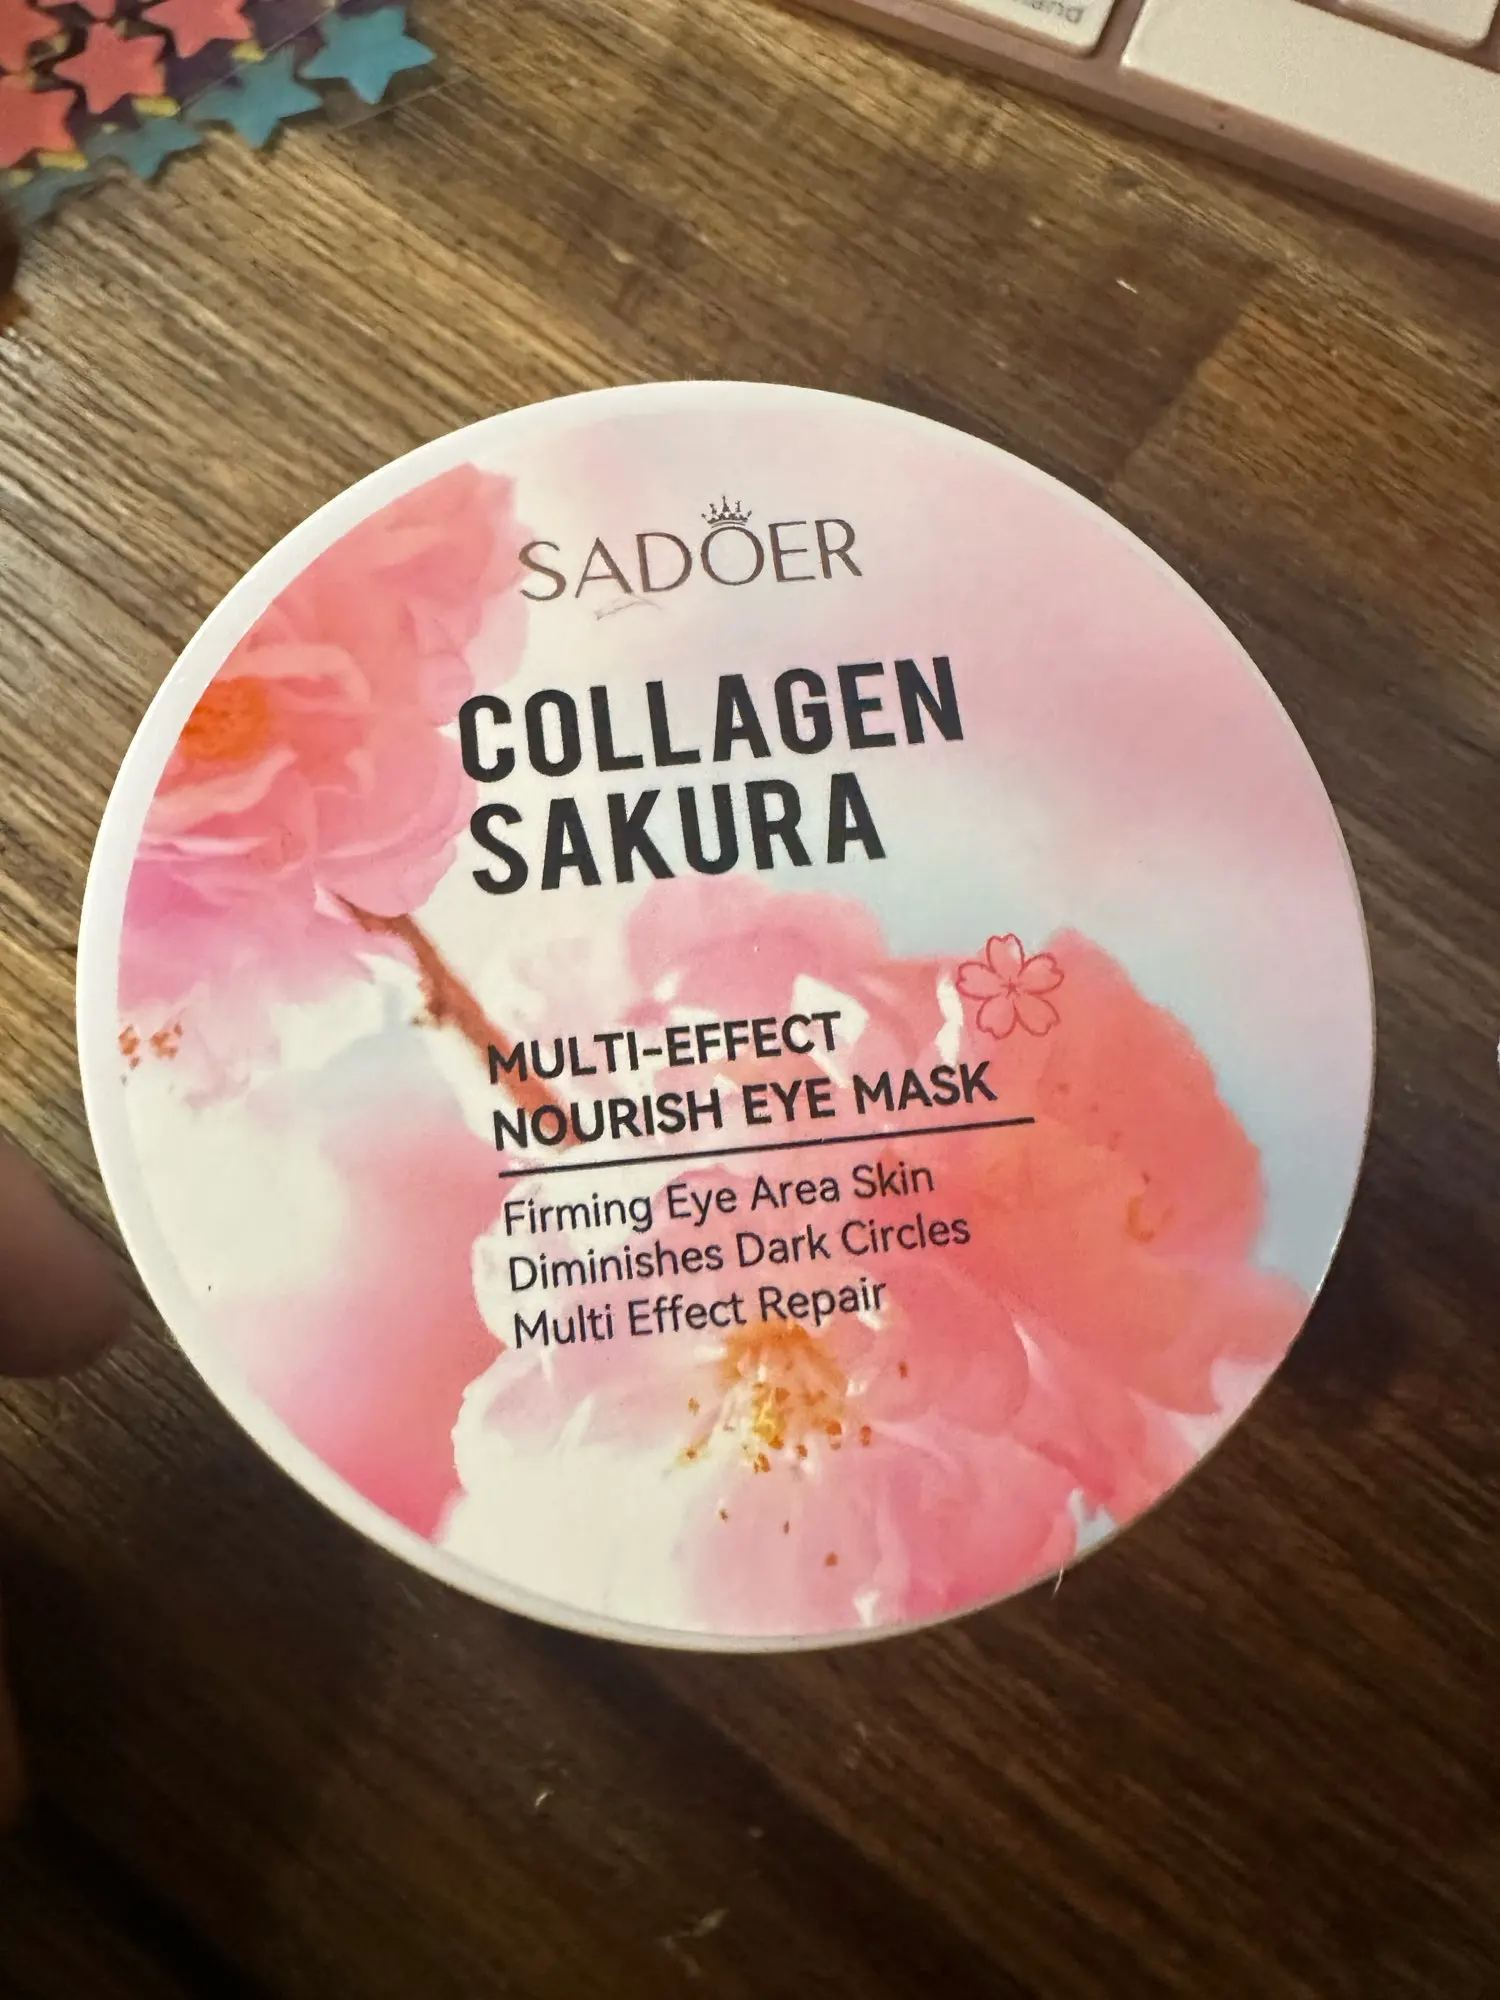 SADOER
COLLAGEN
SAKURA
MULTI-EFFECT
NOURISH EYE MASK
Firming Eye Area Skin
Diminishes Dark Circles
Multi Effect Repair